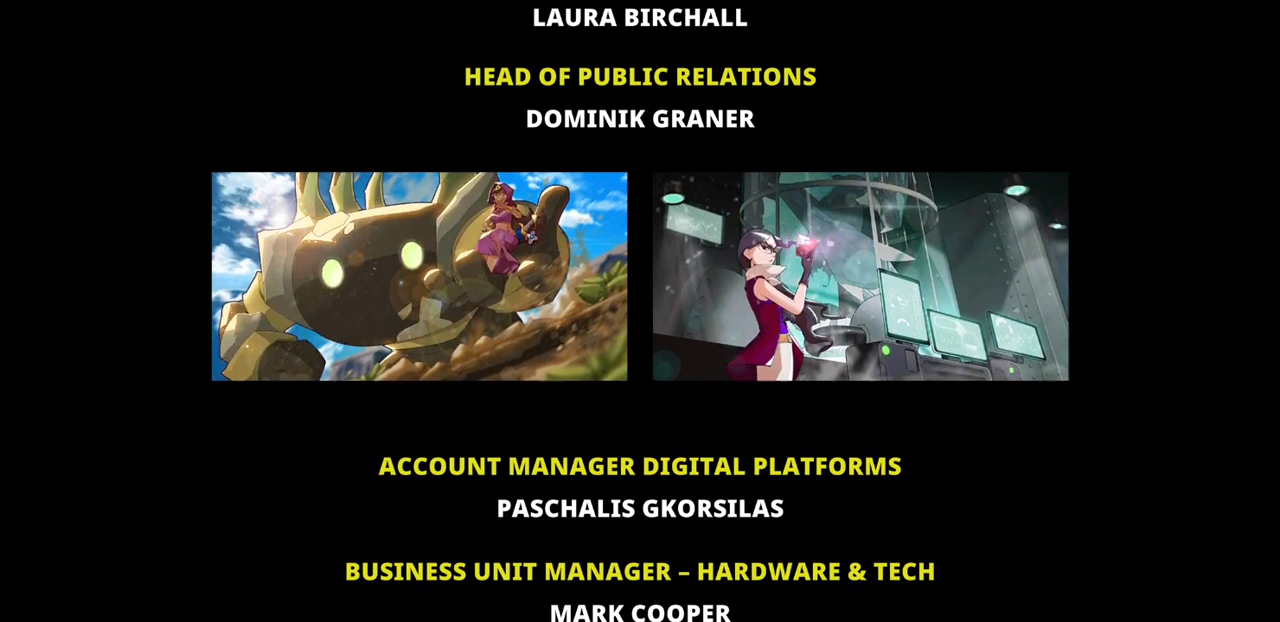 LAURA BIRCHALL
HEAD OF PUBLIC RELATIONS
DOMINIK GRANER
ACCOUNT MANAGER DIGITAL PLATFORMS
PASCHALIS GKORSILAS
BUSINESS UNIT MANAGER – HARDWARE & TECH
MARK COOPER